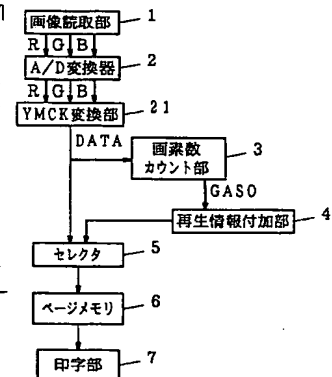 画像読取部 1
R G B
A/D変換器 2
R G B
YMCK変換部 21
DATA
画素数
カウント部 3
GASO
再生情報付加部 4
セレクタ 5
ページメモリ 6
印字部 7